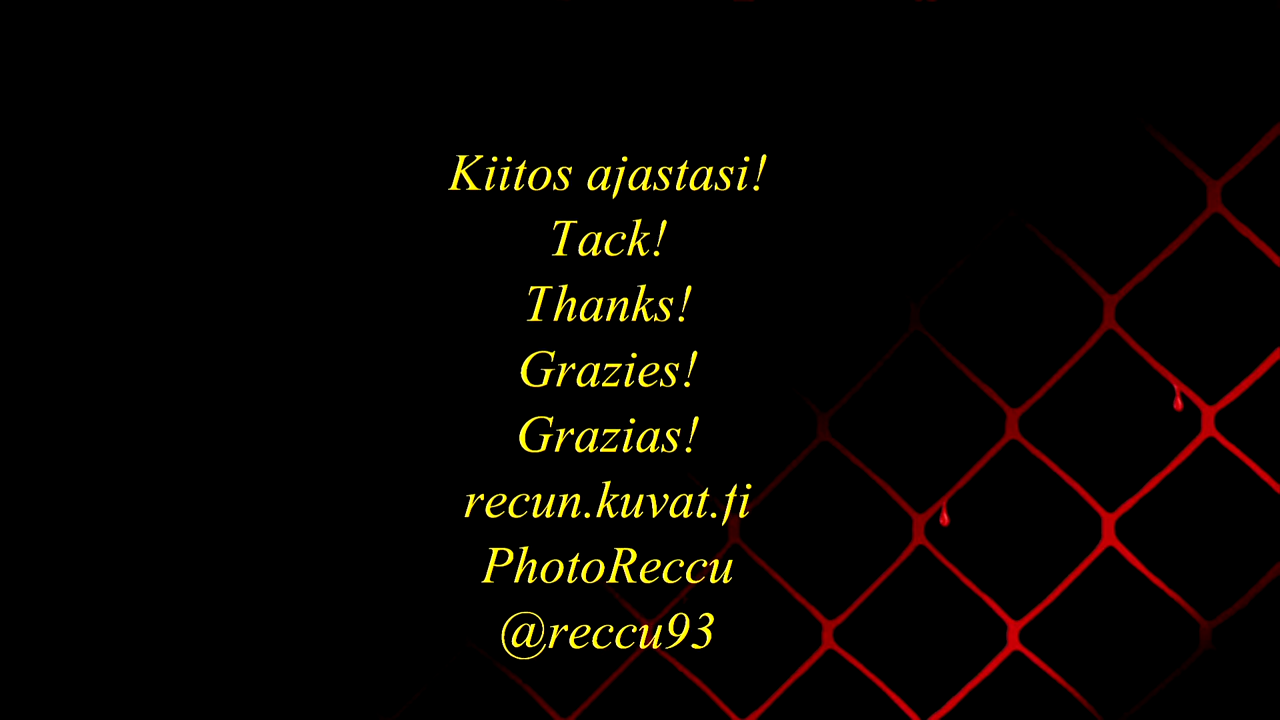 Kiitos ajastasi!
Tack!
Thanks!
Grazies!
Grazias!
recun.kuvat.fi
PhotoReccu
@reccu93